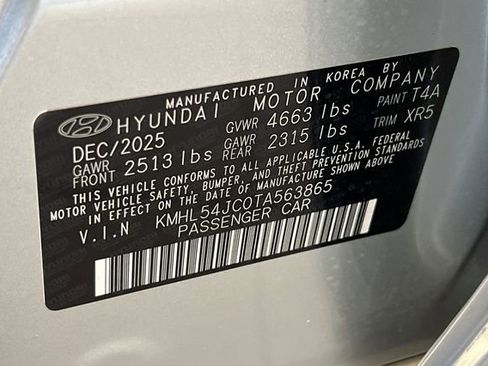 MANUFACTURED IN KOREA BY
HYUNDAI MOTOR COMPANY
DEC/2025 GVWR 4663 lbs PAINT T4A
GAWR FRONT 2513 lbs GAWR REAR 2315 lbs TRIM XR5
THIS VEHICLE CONFORMS TO ALL APPLICABLE U.S.A. FEDERAL
MOTOR VEHICLE SAFETY, BUMPER, AND THEFT PREVENTION STANDARDS
IN EFFECT ON THE DATE OF MANUFACTURE SHOWN ABOVE.
V.I.N KMHL54JC0TA563865
PASSENGER CAR